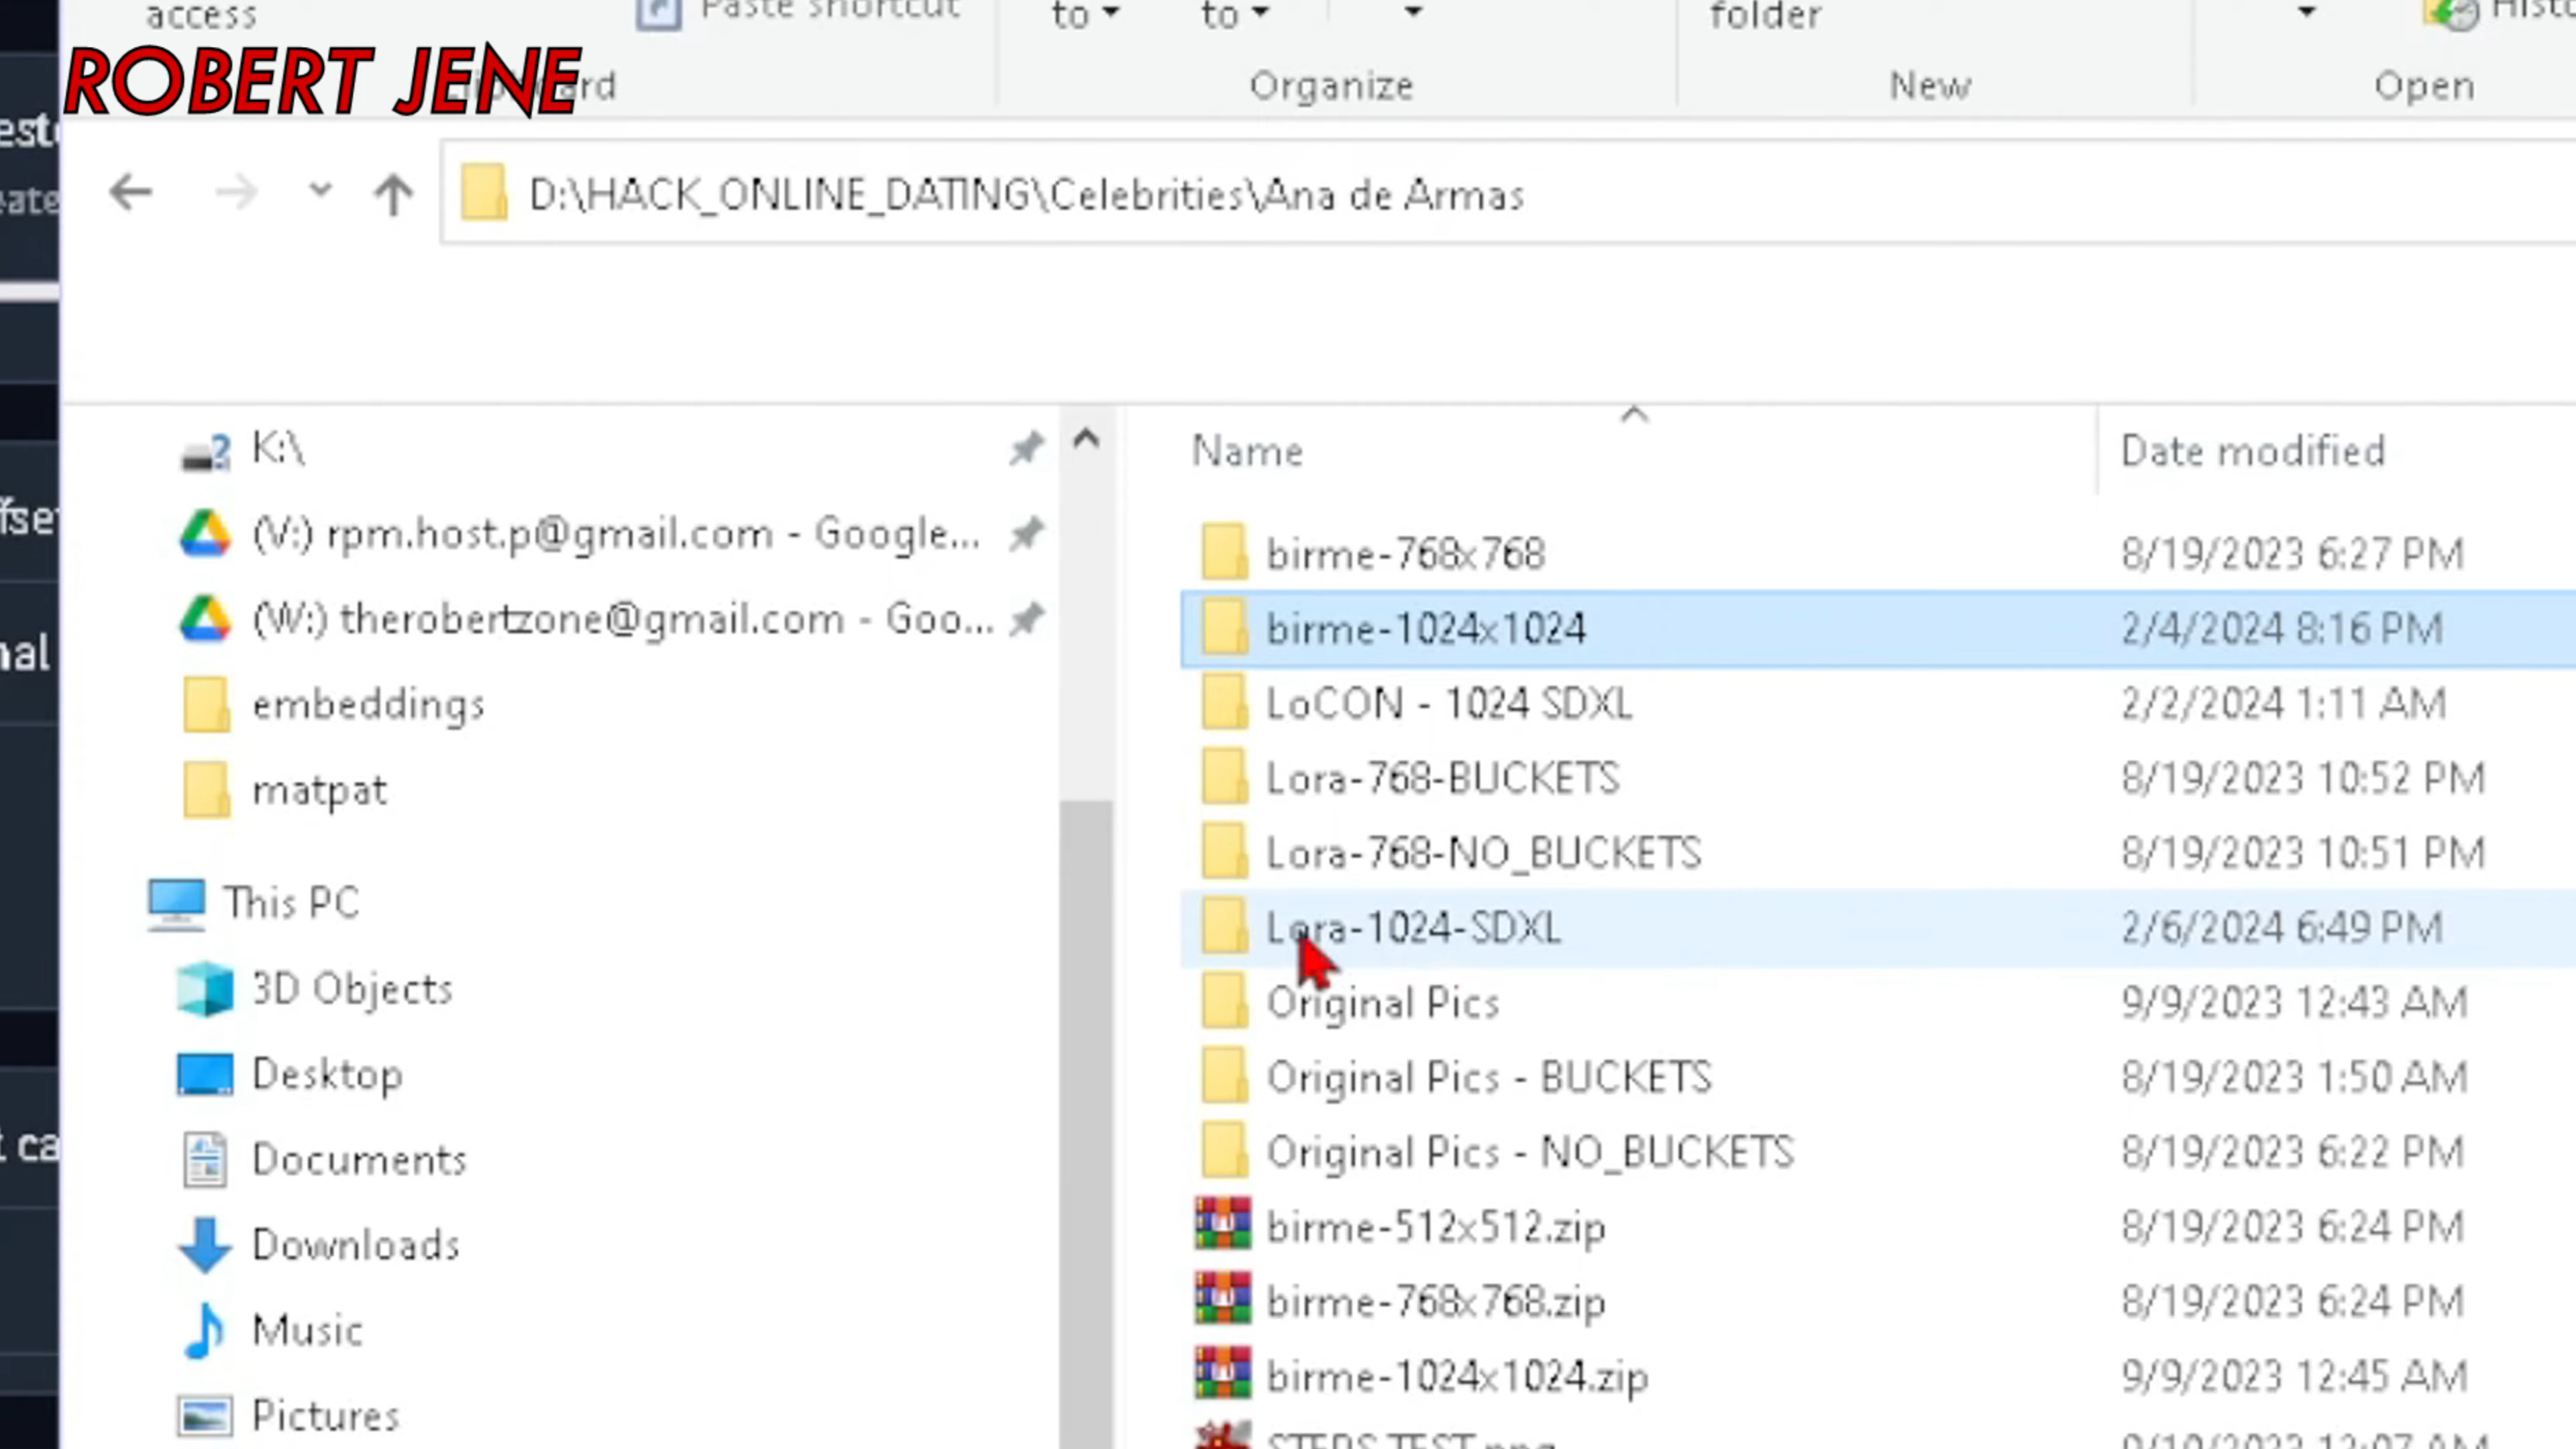 access
Paste shortcut
to
to
folder
ROBERT JENE
Organize
New
Open
D:\HACK_ONLINE_DATING\Celebrities\Ana de Armas
K:\
(V:) rpm.host.p@gmail.com - Google...
(W:) therobertzone@gmail.com - Goo...
embeddings
matpat
This PC
3D Objects
Desktop
Documents
Downloads
Music
Pictures
Name
Date modified
birme-768x768 8/19/2023 6:27 PM
birme-1024x1024 2/4/2024 8:16 PM
LoCON - 1024 SDXL 2/2/2024 1:11 AM
Lora-768-BUCKETS 8/19/2023 10:52 PM
Lora-768-NO_BUCKETS 8/19/2023 10:51 PM
Lora-1024-SDXL 2/6/2024 6:49 PM
Original Pics 9/9/2023 12:43 AM
Original Pics - BUCKETS 8/19/2023 1:50 AM
Original Pics - NO_BUCKETS 8/19/2023 6:22 PM
birme-512x512.zip 8/19/2023 6:24 PM
birme-768x768.zip 8/19/2023 6:24 PM
birme-1024x1024.zip 9/9/2023 12:45 AM
STEPS TEST.png